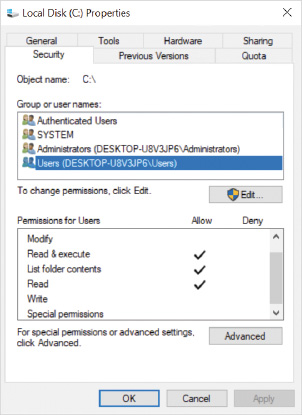 Local Disk (C:) Properties
General Tools Hardware Sharing
Security Previous Versions Quota
Object name: C:\
Group or user names:
Authenticated Users
SYSTEM
Administrators (DESKTOP-U8V3JP6\Administrators)
Users (DESKTOP-U8V3JP6\Users)
To change permissions, click Edit.
Edit...
Permissions for Users Allow Deny
Modify
Read & execute
List folder contents
Read
Write
Special permissions
For special permissions or advanced settings,
click Advanced.
Advanced
OK Cancel Apply